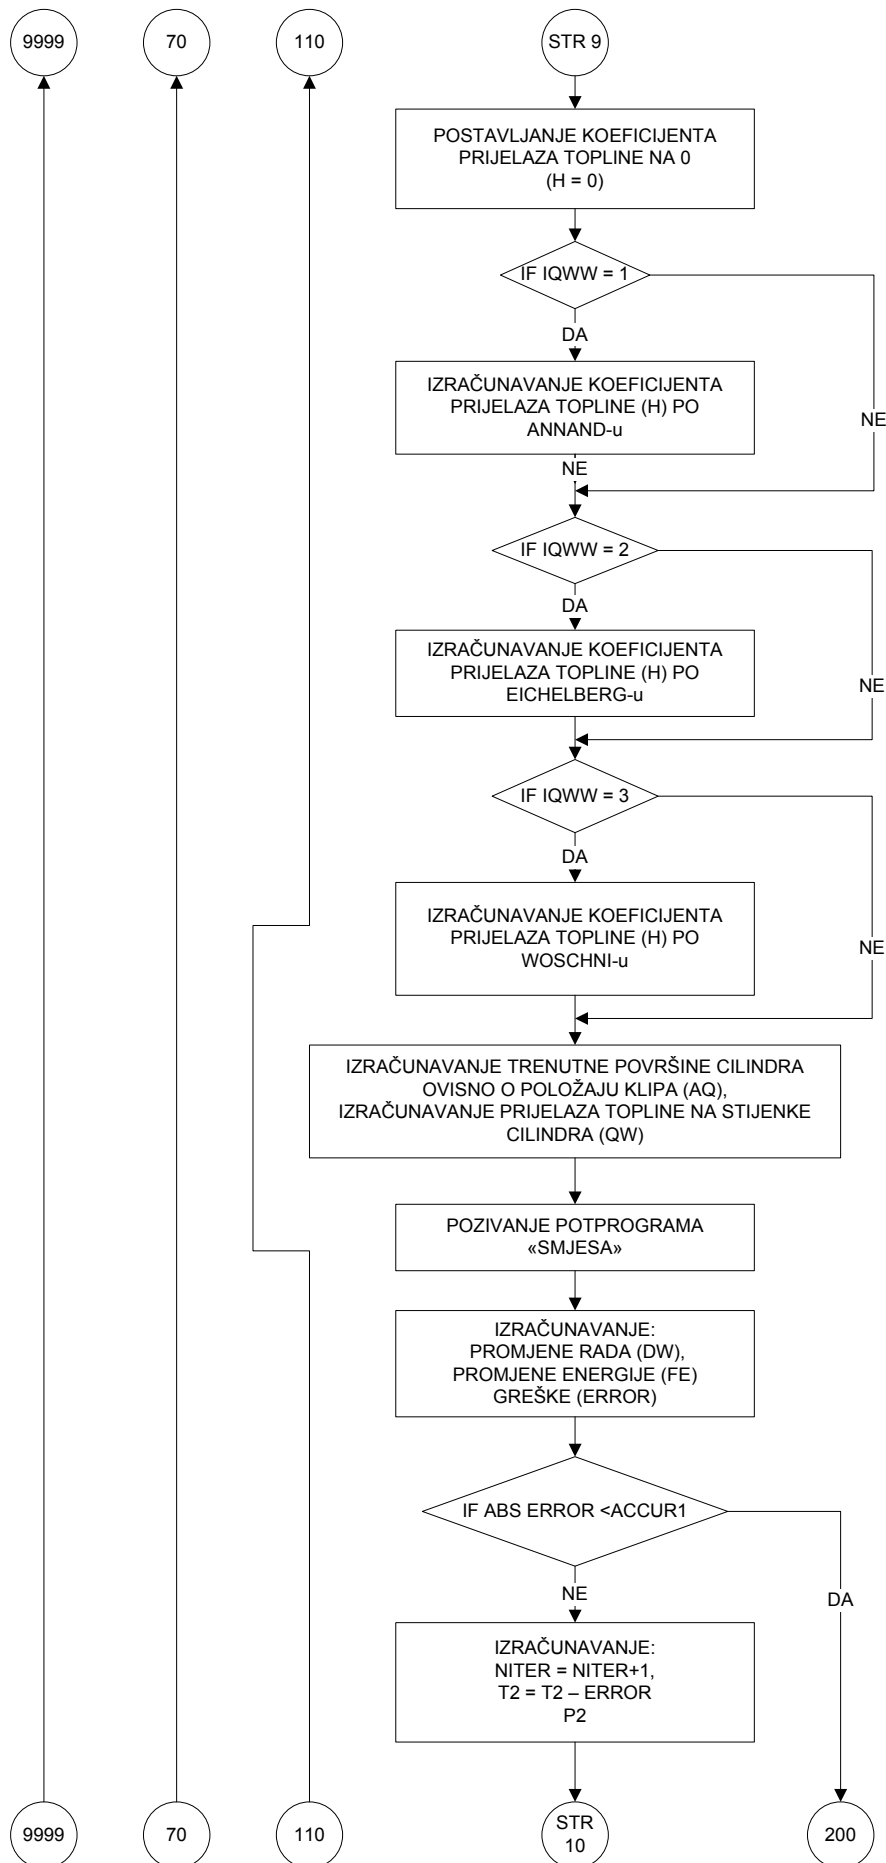 9999
70
110
STR 9
POSTAVLJANJE KOEFICIJENTA
PRIJELAZA TOPLINE NA 0
(H = 0)
IF IQWW = 1
DA
IZRAČUNAVANJE KOEFICIJENTA
PRIJELAZA TOPLINE (H) PO
ANNAND-u
NE
NE
IF IQWW = 2
DA
IZRAČUNAVANJE KOEFICIJENTA
PRIJELAZA TOPLINE (H) PO
EICHELBERG-u
NE
IF IQWW = 3
DA
IZRAČUNAVANJE KOEFICIJENTA
PRIJELAZA TOPLINE (H) PO
WOSCHNI-u
NE
IZRAČUNAVANJE TRENUTNE POVRŠINE CILINDRA
OVISNO O POLOŽAJU KLIPA (AQ),
IZRAČUNAVANJE PRIJELAZA TOPLINE NA STIJENKE
CILINDRA (QW)
POZIVANJE POTPROGRAMA
«SMJESA»
IZRAČUNAVANJE:
PROMJENE RADA (DW),
PROMJENE ENERGIJE (FE)
GREŠKE (ERROR)
IF ABS ERROR <ACCUR1
NE
DA
IZRAČUNAVANJE:
NITER = NITER+1,
T2 = T2 – ERROR
P2
9999
70
110
STR
10
200